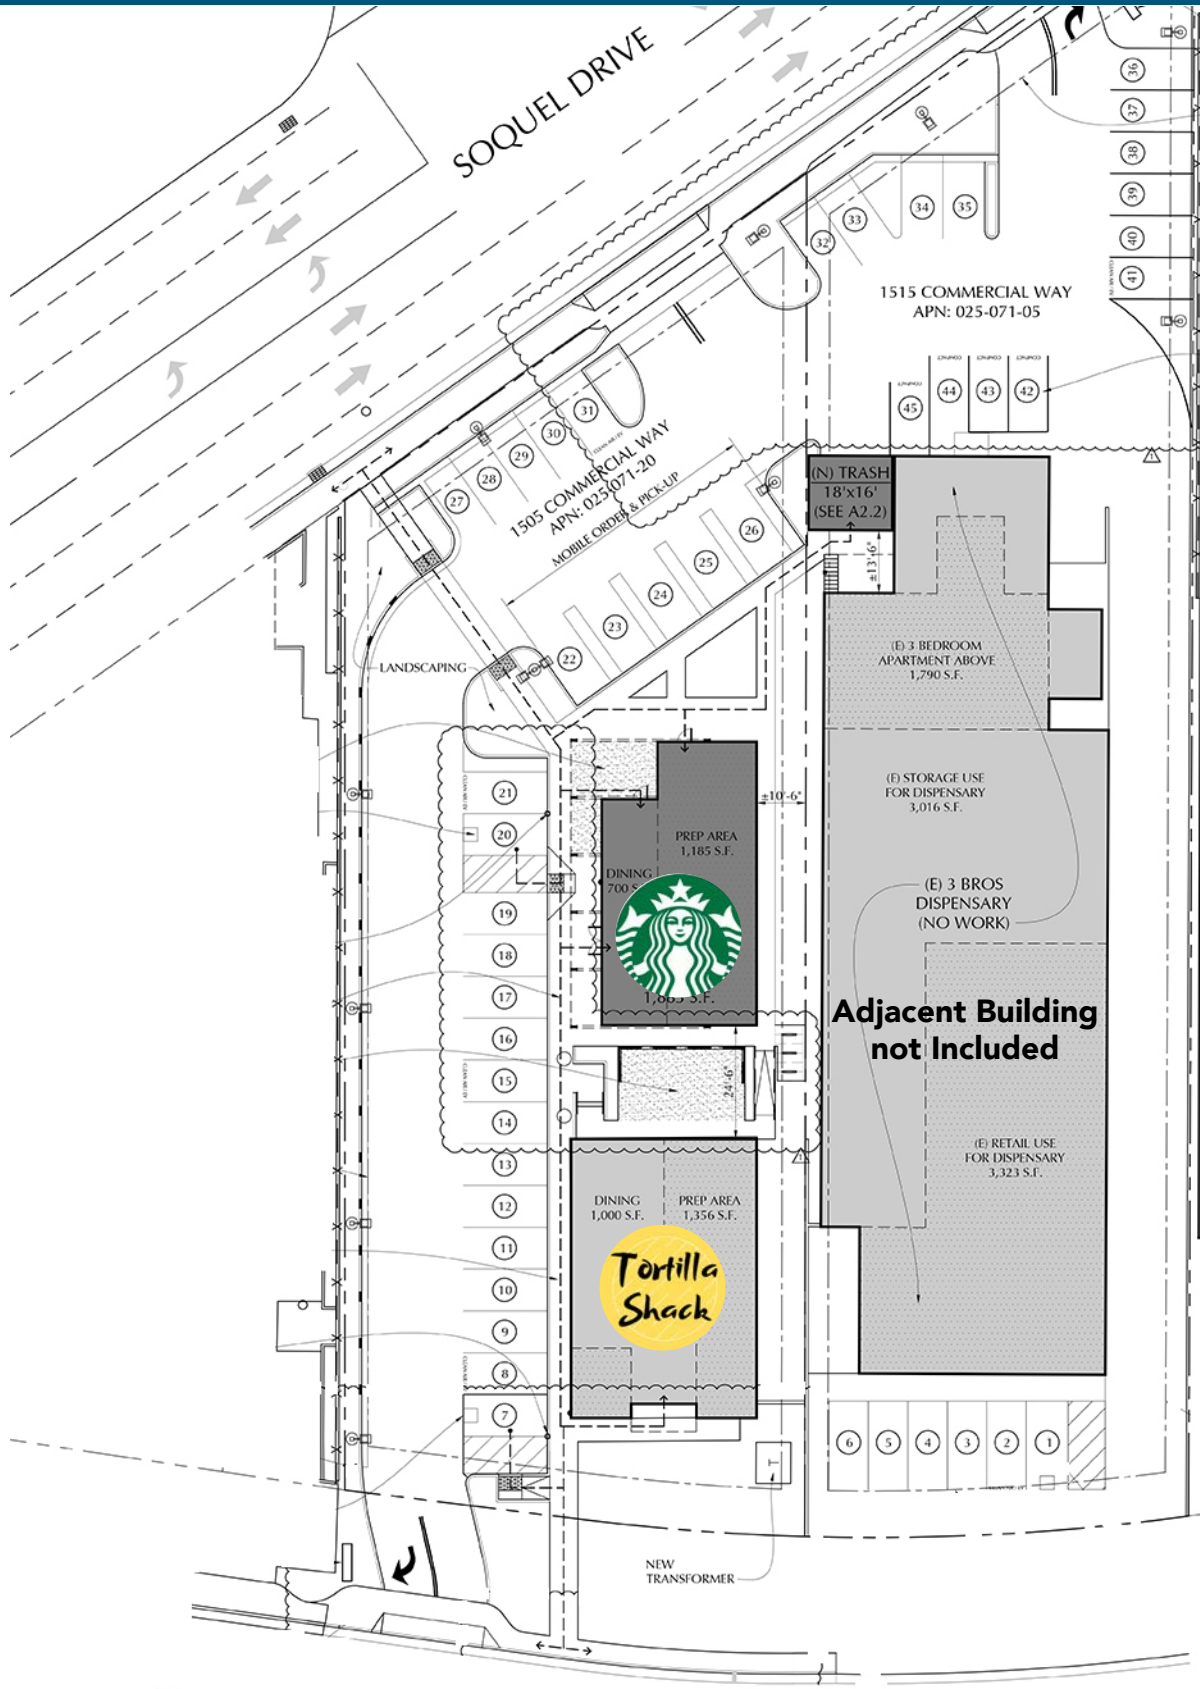 SOQUEL DRIVE
36
37
38
39
40
41
34
35
33
32
1515 COMMERCIAL WAY
APN: 025-071-05
COMPACT
COMPACT
COMPACT
COMPACT
45
44
43
42
31
30
29
28
27
1505 COMMERCIAL WAY
APN: 025-071-20
MOBILE ORDER & PICK-UP
(N) TRASH
18'x16'
(SEE A2.2)
±13'-6"
26
25
24
23
22
LANDSCAPING
(E) 3 BEDROOM
APARTMENT ABOVE
1,790 S.F.
(E) STORAGE USE
FOR DISPENSARY
3,016 S.F.
±10'-6"
PREP AREA
1,185 S.F.
DINING
700 S
(E) 3 BROS
DISPENSARY
(NO WORK)
S.F.
21
20
19
18
17
16
15
14
13
12
11
10
9
8
7
Adjacent Building
not Included
24'-6"
(E) RETAIL USE
FOR DISPENSARY
3,323 S.F.
DINING
1,000 S.F.
PREP AREA
1,356 S.F.
Tortilla
Shack
6
5
4
3
2
1
T
NEW
TRANSFORMER